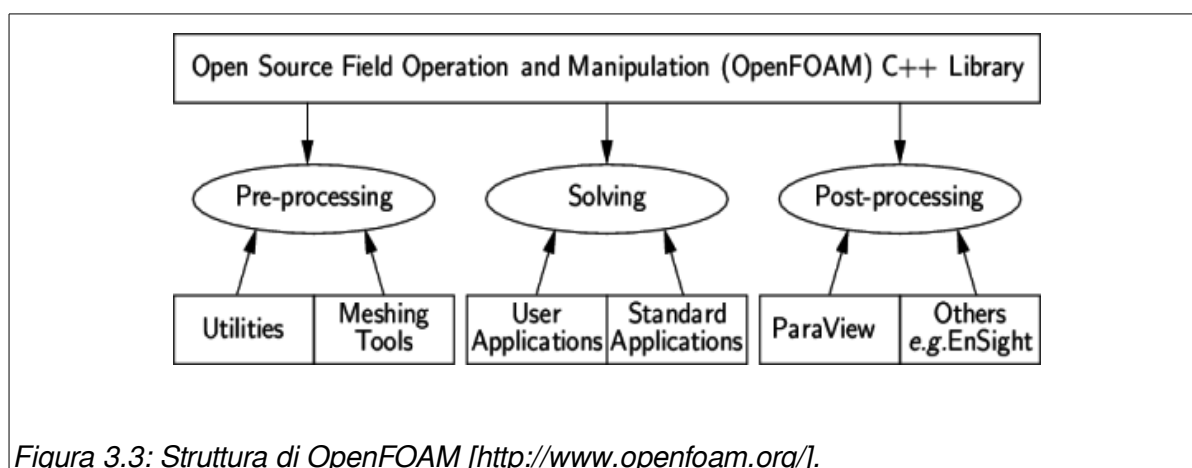 Open Source Field Operation and Manipulation (OpenFOAM) C++ Library
Pre-processing
Solving
Post-processing
Utilities
Meshing
Tools
User
Applications
Standard
Applications
ParaView
Others
e.g.EnSight
Figura 3.3: Struttura di OpenFOAM [http://www.openfoam.org/].